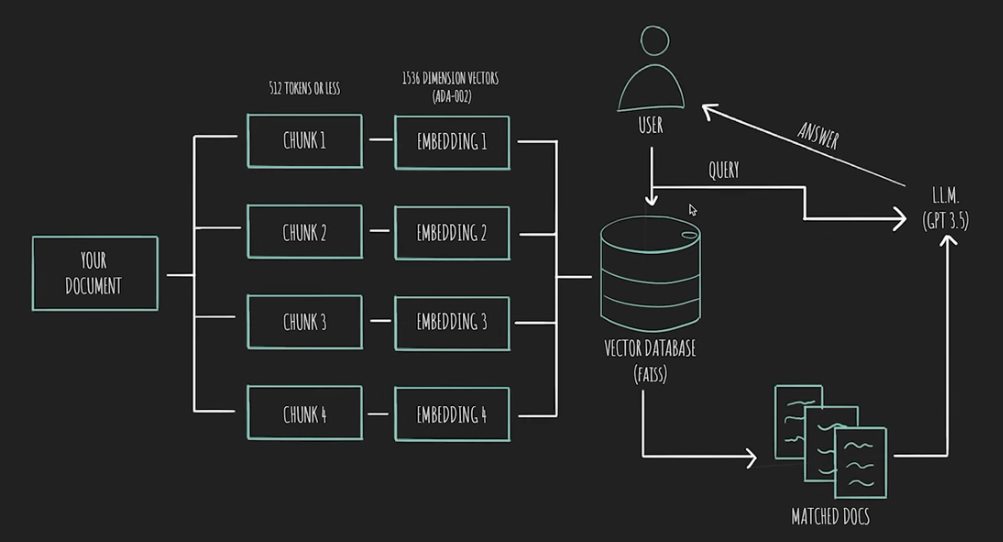 512 TOKENS OR LESS
1536 DIMENSION VECTORS
(ADA-002)
YOUR
DOCUMENT
CHUNK 1
EMBEDDING 1
CHUNK 2
EMBEDDING 2
CHUNK 3
EMBEDDING 3
CHUNK 4
EMBEDDING 4
USER
QUERY
ANSWER
L.L.M.
(GPT 3.5)
VECTOR DATABASE
(FAISS)
MATCHED DOCS